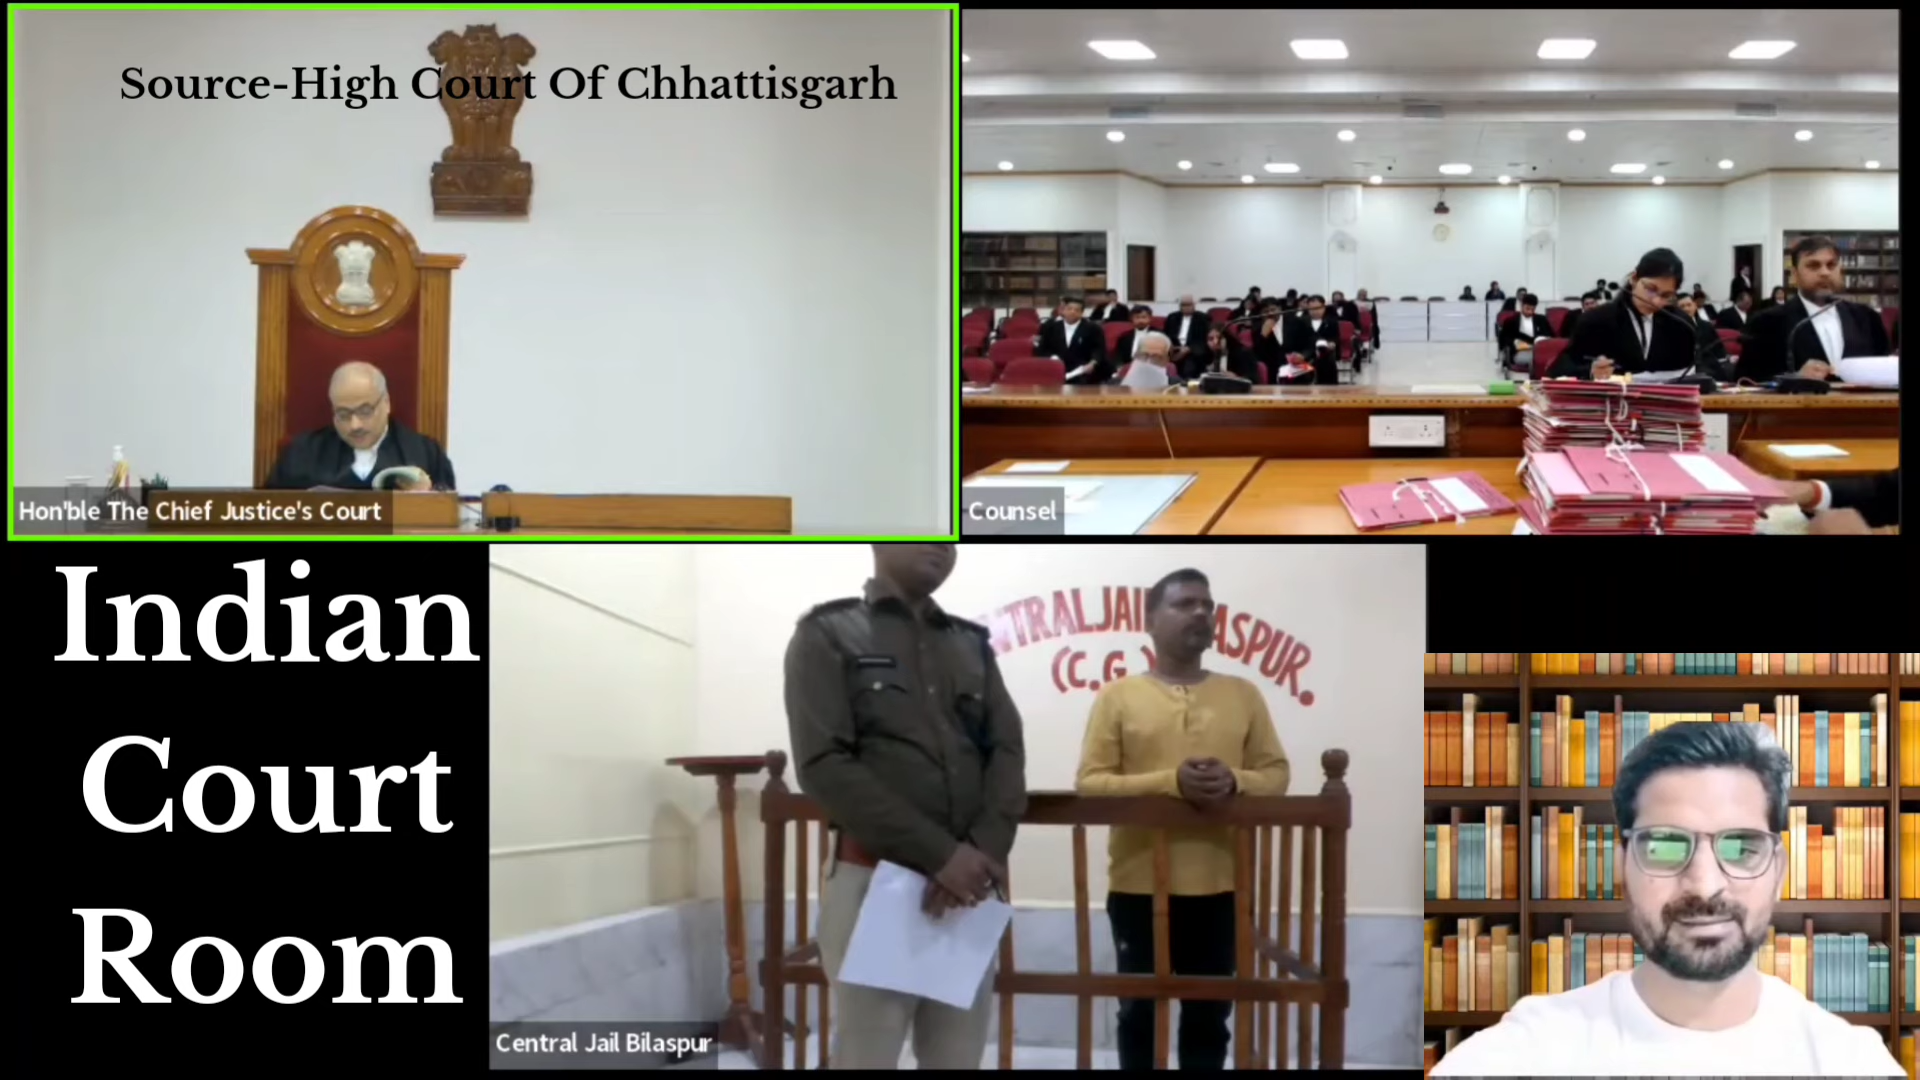 Source-High Court Of Chhattisgarh
Hon'ble The Chief Justice's Court
Counsel
Indian
Court
Room
(C.G.)
Central Jail Bilaspur